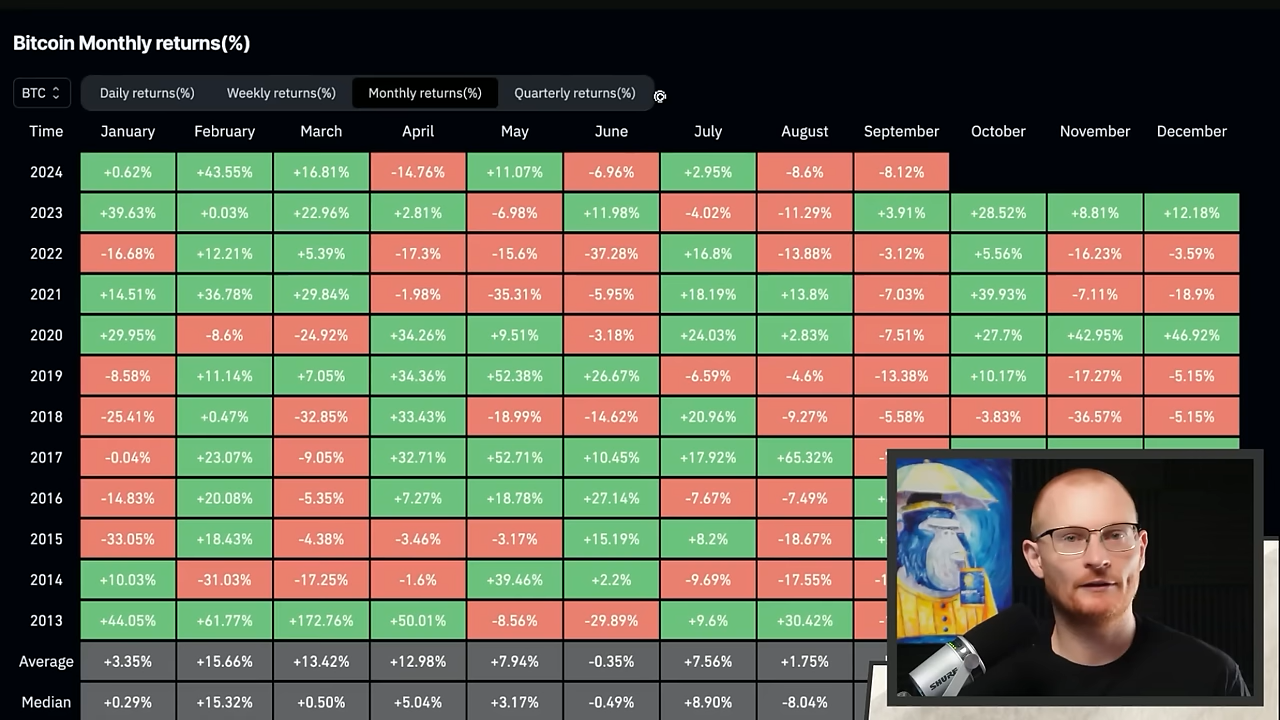 Bitcoin Monthly returns(%)
BTC Daily returns(%) Weekly returns(%) Monthly returns(%) Quarterly returns(%)
Time January February March April May June July August September October November December
2024 +0.62% +43.55% +16.81% -14.76% +11.07% -6.96% +2.95% -8.6% -8.12%
2023 +39.63% +0.03% +22.96% +2.81% -6.98% +11.98% -4.02% -11.29% +3.91% +28.52% +8.81% +12.18%
2022 -16.68% +12.21% +5.39% -17.3% -15.6% -37.28% +16.8% -13.88% -3.12% +5.56% -16.23% -3.59%
2021 +14.51% +36.78% +29.84% -1.98% -35.31% -5.95% +18.19% +13.8% -7.03% +39.93% -7.11% -18.9%
2020 +29.95% -8.6% -24.92% +34.26% +9.51% -3.18% +24.03% +2.83% -7.51% +27.7% +42.95% +46.92%
2019 -8.58% +11.14% +7.05% +34.36% +52.38% +26.67% -6.59% -4.6% -13.38% +10.17% -17.27% -5.15%
2018 -25.41% +0.47% -32.85% +33.43% -18.99% -14.62% +20.96% -9.27% -5.58% -3.83% -36.57% -5.15%
2017 -0.04% +23.07% -9.05% +32.71% +52.71% +10.45% +17.92% +65.32%
2016 -14.83% +20.08% -5.35% +7.27% +18.78% +27.14% -7.67% -7.49%
2015 -33.05% +18.43% -4.38% -3.46% -3.17% +15.19% +8.2% -18.67%
2014 +10.03% -31.03% -17.25% -1.6% +39.46% +2.2% -9.69% -17.55%
2013 +44.05% +61.77% +172.76% +50.01% -8.56% -29.89% +9.6% +30.42%
Average +3.35% +15.66% +13.42% +12.98% +7.94% -0.35% +7.56% +1.75%
Median +0.29% +15.32% +0.50% +5.04% +3.17% -0.49% +8.90% -8.04%
SHURE